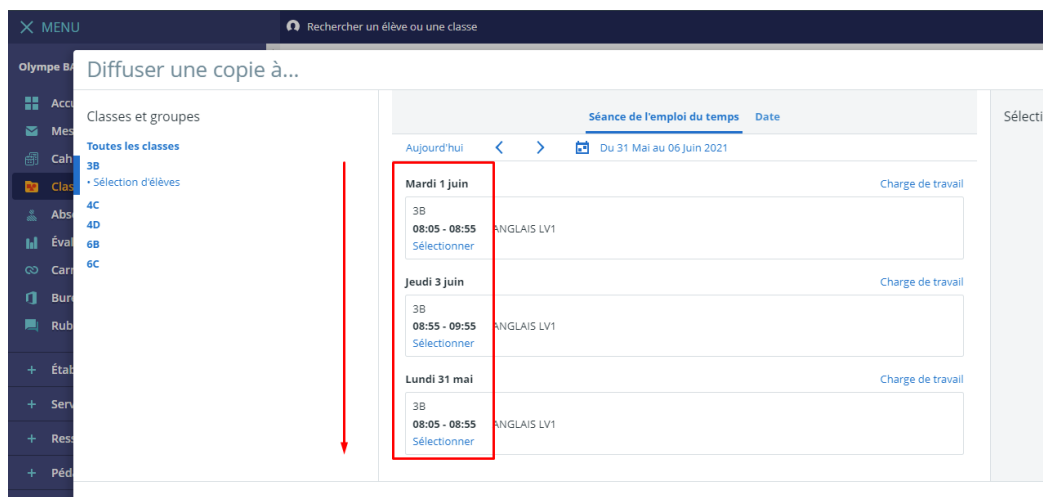 MENU
Rechercher un élève ou une classe
Olympe BA
Diffuser une copie à...
Accu
Mes
Cah
Clas
Abse
Éval
Carn
Bure
Rub
Étab
Serv
Ress
Péda
Classes et groupes
Toutes les classes
3B
• Sélection d'élèves
4C
4D
6B
6C
Séance de l'emploi du temps Date
Aujourd'hui Du 31 Mai au 06 Juin 2021
Mardi 1 juin Charge de travail
3B
08:05 - 08:55 ANGLAIS LV1
Sélectionner
Jeudi 3 juin Charge de travail
3B
08:55 - 09:55 ANGLAIS LV1
Sélectionner
Lundi 31 mai Charge de travail
3B
08:05 - 08:55 ANGLAIS LV1
Sélectionner
Sélecti